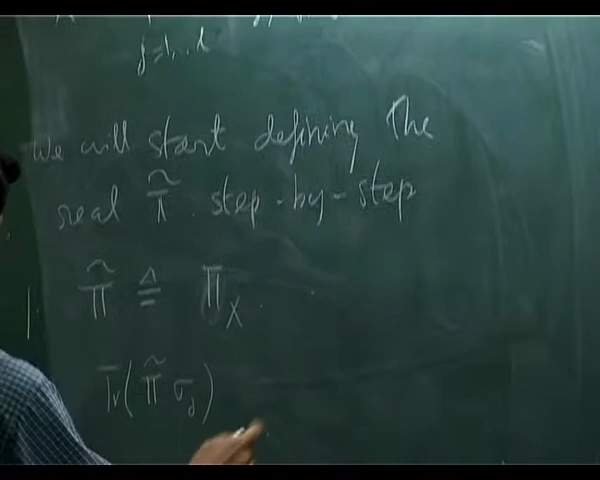 j=1,..l
We will start defining the
real π̃ step-by-step
1. Π̃ ≜ Π_X.
Tr(Π̃ σ_j)